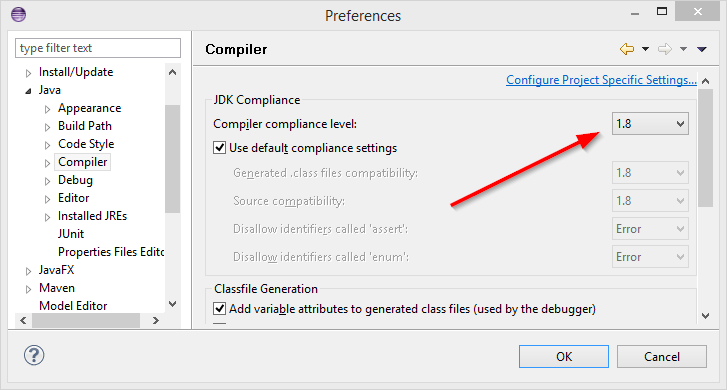 Preferences
type filter text
Install/Update
Java
Appearance
Build Path
Code Style
Compiler
Debug
Editor
Installed JREs
JUnit
Properties Files Edito
JavaFX
Maven
Model Editor
Compiler
Configure Project Specific Settings...
JDK Compliance
Compiler compliance level: 1.8
Use default compliance settings
Generated .class files compatibility: 1.8
Source compatibility: 1.8
Disallow identifiers called 'assert': Error
Disallow identifiers called 'enum': Error
Classfile Generation
Add variable attributes to generated class files (used by the debugger)
? OK Cancel